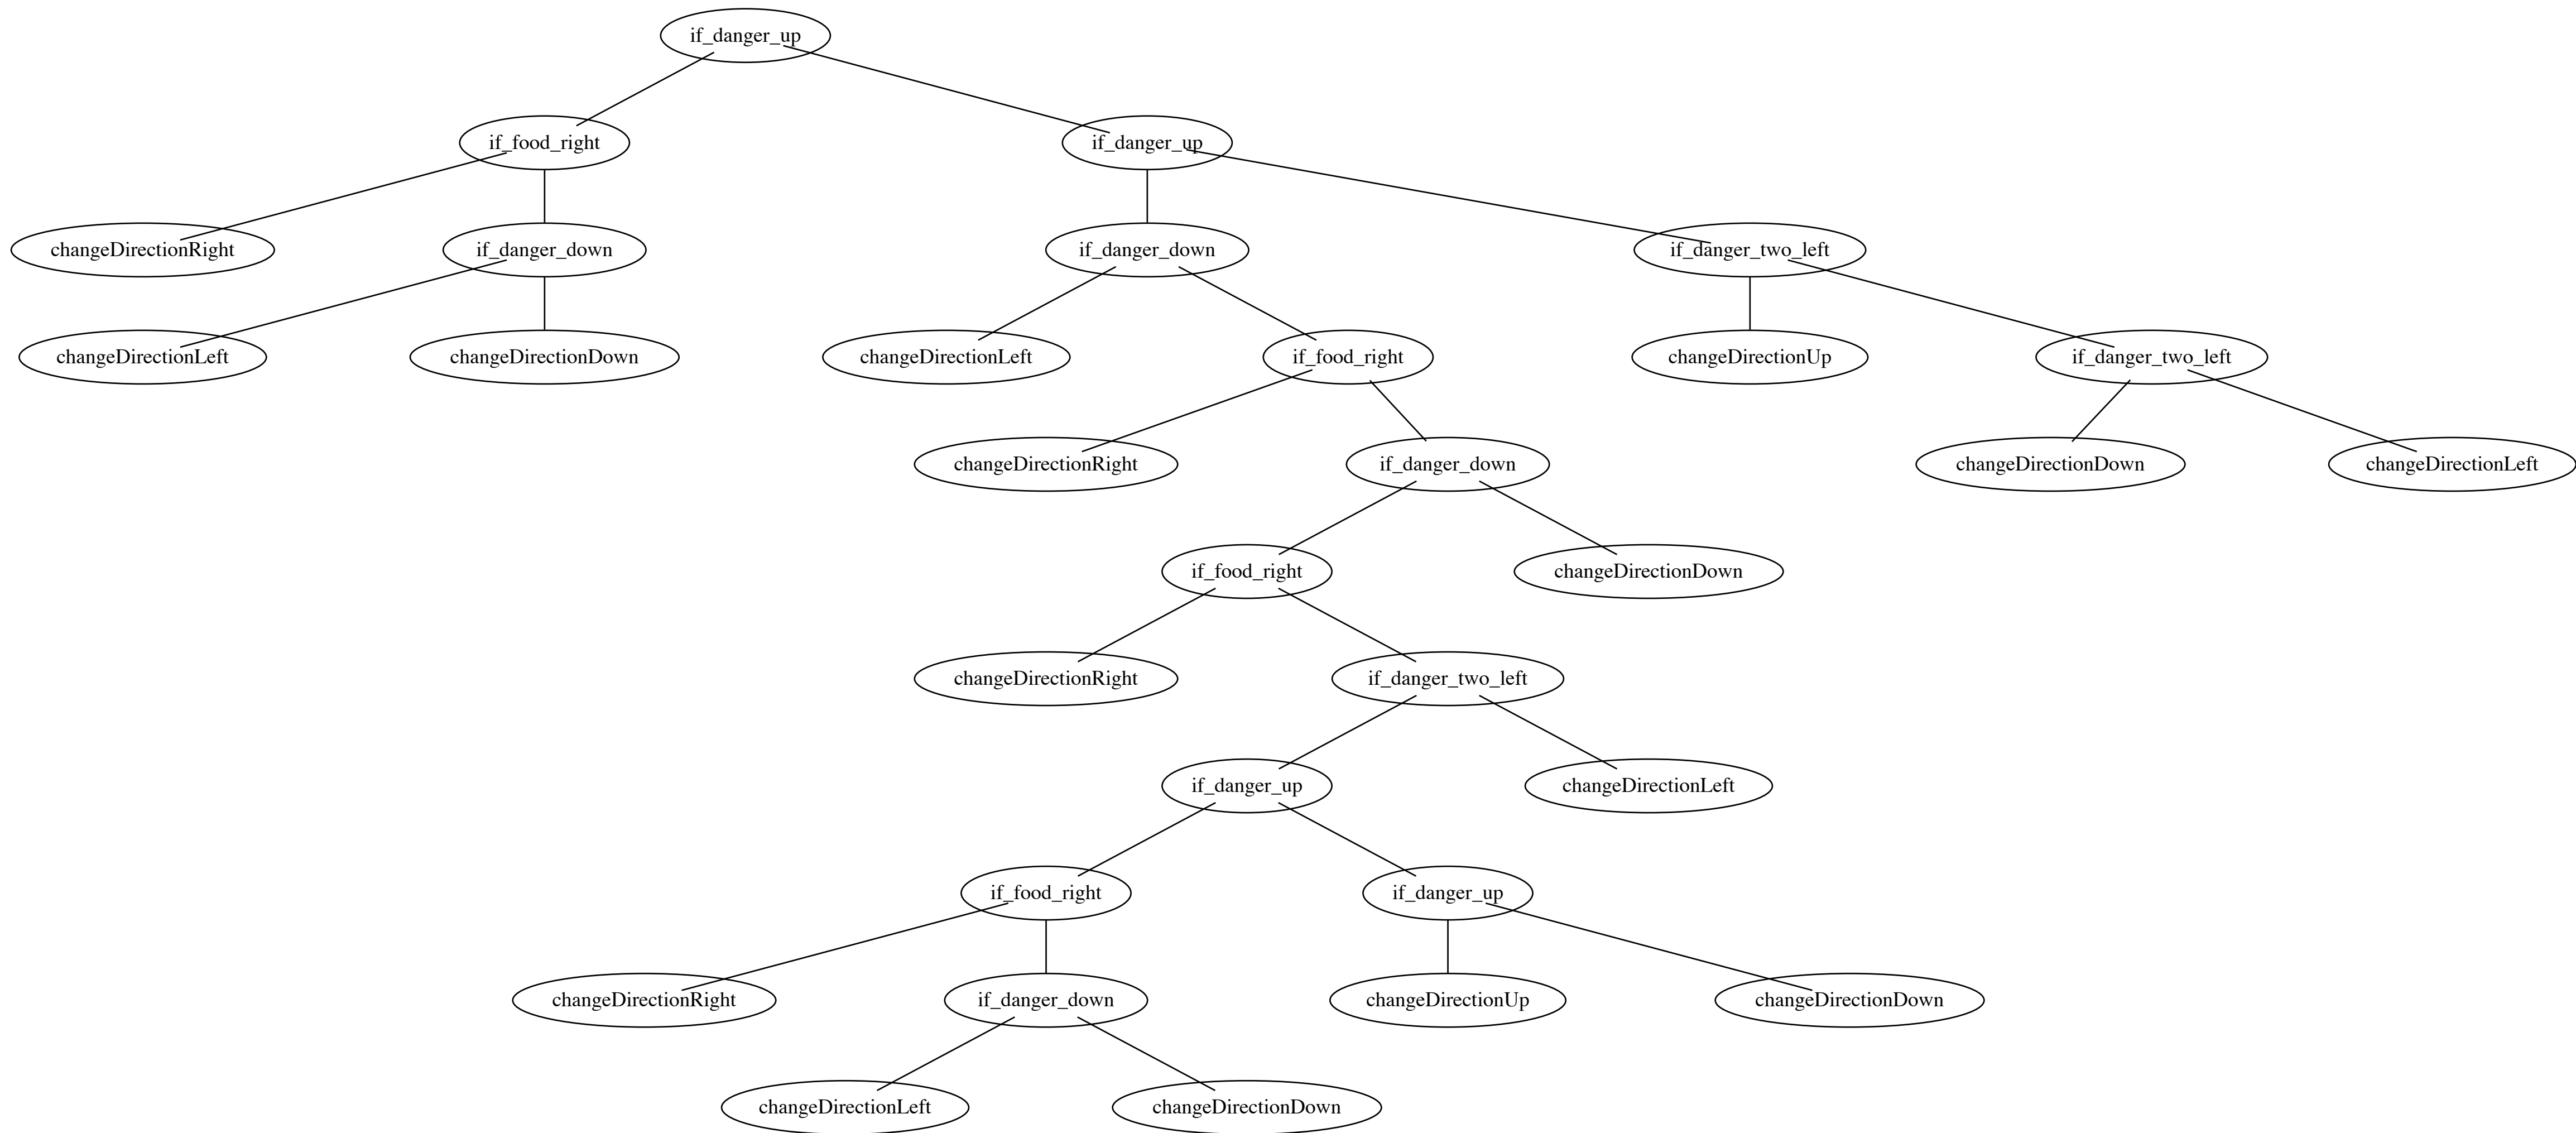 if_danger_up
if_food_right
if_danger_up
changeDirectionRight
if_danger_down
if_danger_down
if_danger_two_left
changeDirectionLeft
changeDirectionDown
changeDirectionLeft
if_food_right
changeDirectionUp
if_danger_two_left
changeDirectionRight
if_danger_down
changeDirectionDown
changeDirectionLeft
if_food_right
changeDirectionDown
changeDirectionRight
if_danger_two_left
if_danger_up
changeDirectionLeft
if_food_right
if_danger_up
changeDirectionRight
if_danger_down
changeDirectionUp
changeDirectionDown
changeDirectionLeft
changeDirectionDown